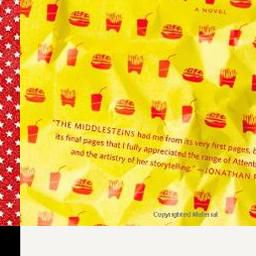 A NOVEL
"THE MIDDLESTEINS had me from its very first pages, b
its final pages that I fully appreciated the range of Attenb
and the artistry of her storytelling." —JONATHAN F
Copyrighted Material